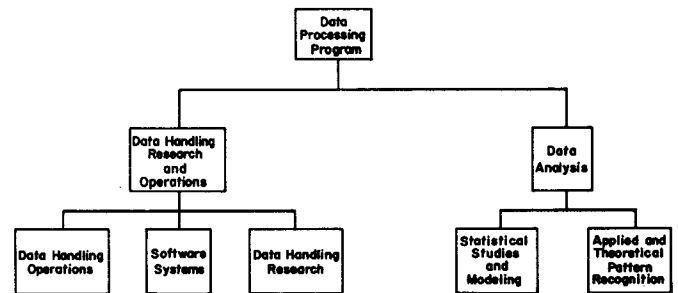 Data
Processing
Program
Data Handling
Research
and
Operations
Data
Analysis
Data Handling
Operations
Software
Systems
Data Handling
Research
Statistical
Studies
and
Modeling
Applied and
Theoretical
Pattern
Recognition